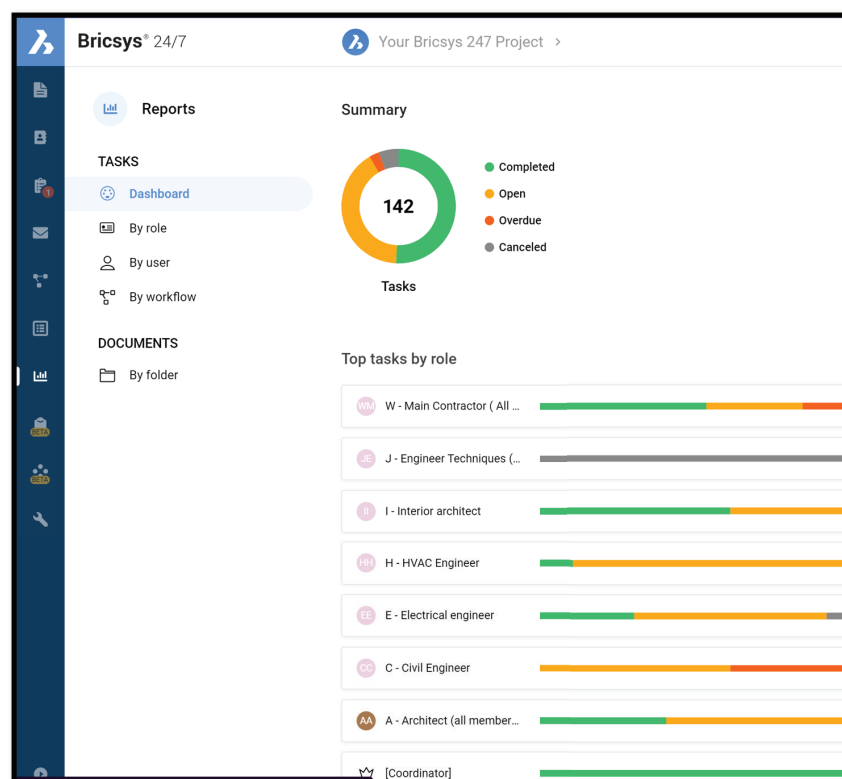 Bricsys® 24/7
Your Bricsys 247 Project >
Reports
TASKS
Dashboard
By role
By user
By workflow
DOCUMENTS
By folder
1
BETA
BETA
Summary
142
Tasks
Completed
Open
Overdue
Canceled
Top tasks by role
WM W - Main Contractor ( All ...
JE J - Engineer Techniques (...
II I - Interior architect
HH H - HVAC Engineer
EE E - Electrical engineer
CC C - Civil Engineer
AA A - Architect (all member...
[Coordinator]